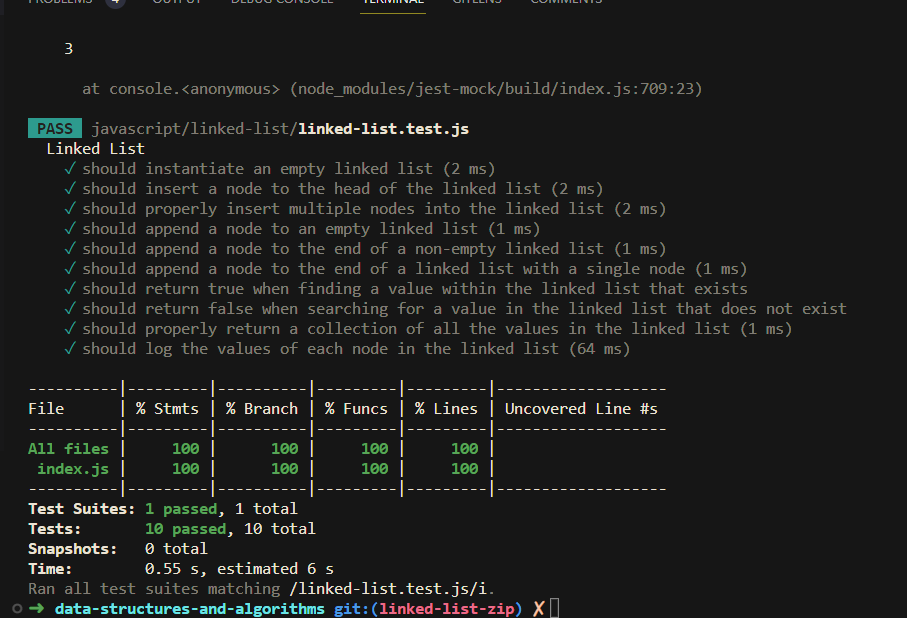 PROBLEMS 4 OUTPUT DEBUG CONSOLE TERMINAL GITLENS COMMENTS
3
at console.<anonymous> (node_modules/jest-mock/build/index.js:709:23)
PASS javascript/linked-list/linked-list.test.js
Linked List
✓ should instantiate an empty linked list (2 ms)
✓ should insert a node to the head of the linked list (2 ms)
✓ should properly insert multiple nodes into the linked list (2 ms)
✓ should append a node to an empty linked list (1 ms)
✓ should append a node to the end of a non-empty linked list (1 ms)
✓ should append a node to the end of a linked list with a single node (1 ms)
✓ should return true when finding a value within the linked list that exists
✓ should return false when searching for a value in the linked list that does not exist
✓ should properly return a collection of all the values in the linked list (1 ms)
✓ should log the values of each node in the linked list (64 ms)
----------|---------|----------|---------|---------|-------------------
File      | % Stmts | % Branch | % Funcs | % Lines | Uncovered Line #s
----------|---------|----------|---------|---------|-------------------
All files |     100 |      100 |     100 |     100 |
 index.js |     100 |      100 |     100 |     100 |
----------|---------|----------|---------|---------|-------------------
Test Suites: 1 passed, 1 total
Tests:       10 passed, 10 total
Snapshots:   0 total
Time:        0.55 s, estimated 6 s
Ran all test suites matching /linked-list.test.js/i.
➜ data-structures-and-algorithms git:(linked-list-zip) ✗